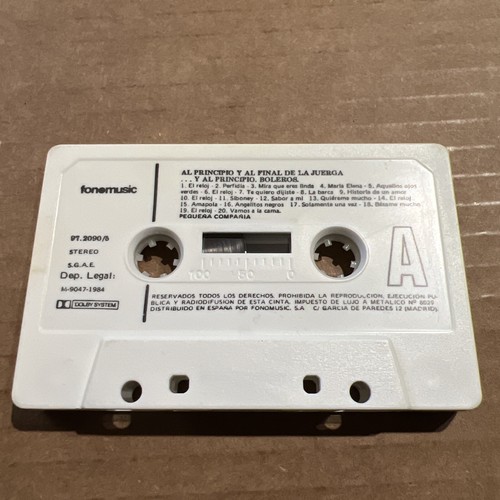 fonomusic
AL PRINCIPIO Y AL FINAL DE LA JUERGA
. . . Y AL PRINCIPIO, BOLEROS.
1. El reloj - 2. Perfidia - 3. Mira que eres linda - 4. María Elena - 5. Aquellos ojos
verdes - 6. El reloj - 7. Te quiero dijiste - 8. La barca - 9. Historia de un amor
10. El reloj - 11. Siboney - 12. Sabor a mí - 13. Quiéreme mucho - 14. El reloj
15. Amapola - 16. Angelitos negros - 17. Solamente una vez - 18. Bésame mucho
19. El reloj - 20. Vamos a la cama.
PEQUEÑA COMPAÑIA
97.2090/5
STEREO
S.G.A.E.
Dep. Legal:
M-9047-1984
DOLBY SYSTEM
100 50 0
A
RESERVADOS TODOS LOS DERECHOS. PROHIBIDA LA REPRODUCCION, EJECUCION PU
BLICA Y RADIODIFUSION DE ESTA CINTA. IMPUESTO DE LUJO A METALICO Nº 6029
DISTRIBUIDO EN ESPAÑA POR FONOMUSIC, S.A. C/ GARCIA DE PAREDES 12 (MADRID)